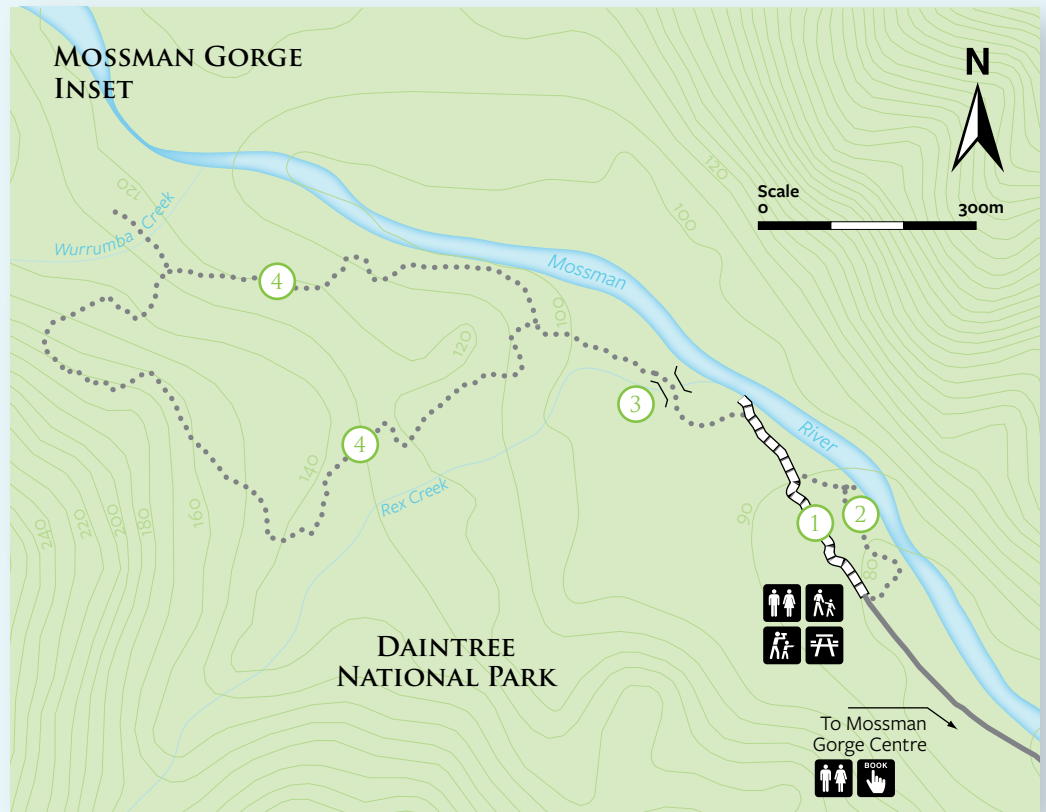 MOSSMAN GORGE
INSET
N
Scale
0 300m
120
120
100
Wurrumba Creek
4
Mossman
100
120
3
River
4
140
Rex Creek
90
2
1
80
240
220
200
180
160
DAINTREE
NATIONAL PARK
To Mossman
Gorge Centre
BOOK